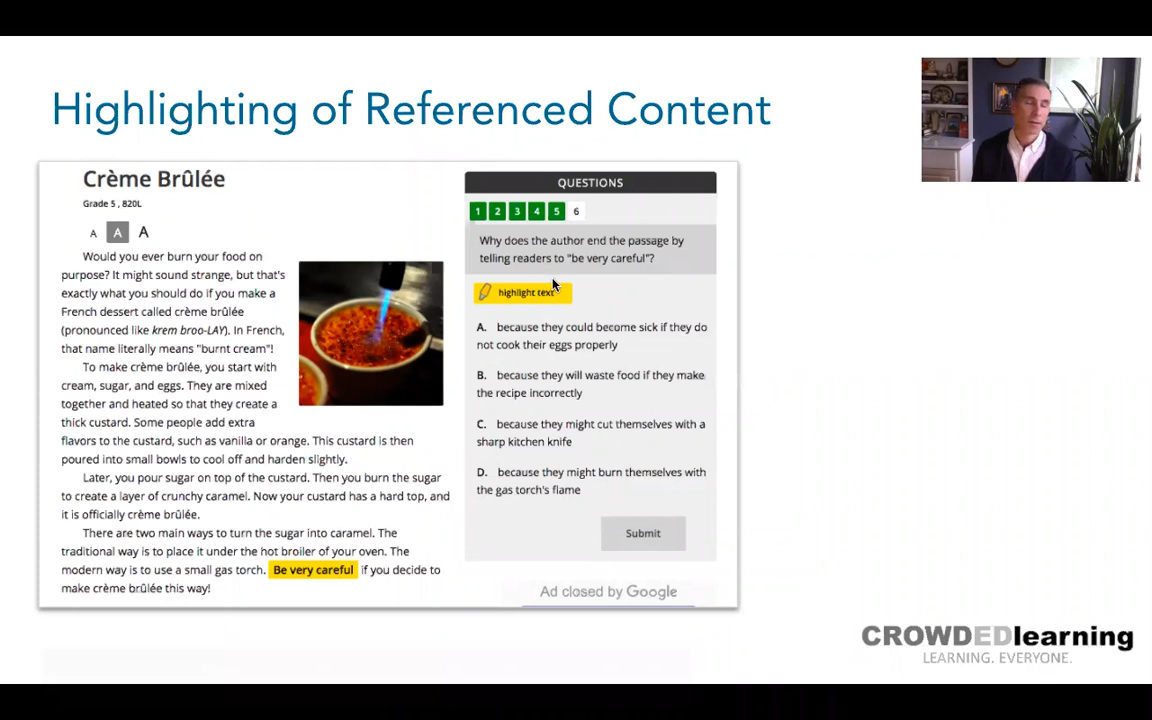 Highlighting of Referenced Content
Crème Brûlée
Grade 5 , 820L
A A A
Would you ever burn your food on
purpose? It might sound strange, but that's
exactly what you should do if you make a
French dessert called crème brûlée
(pronounced like krem broo-LAY). In French,
that name literally means "burnt cream"!
To make crème brûlée, you start with
cream, sugar, and eggs. They are mixed
together and heated so that they create a
thick custard. Some people add extra
flavors to the custard, such as vanilla or orange. This custard is then
poured into small bowls to cool off and harden slightly.
Later, you pour sugar on top of the custard. Then you burn the sugar
to create a layer of crunchy caramel. Now your custard has a hard top, and
it is officially crème brûlée.
There are two main ways to turn the sugar into caramel. The
traditional way is to place it under the hot broiler of your oven. The
modern way is to use a small gas torch. Be very careful if you decide to
make crème brûlée this way!
QUESTIONS
1 2 3 4 5 6
Why does the author end the passage by
telling readers to "be very careful"?
highlight text
A. because they could become sick if they do
not cook their eggs properly
B. because they will waste food if they make
the recipe incorrectly
C. because they might cut themselves with a
sharp kitchen knife
D. because they might burn themselves with
the gas torch's flame
Submit
Ad closed by Google
CROWDEDlearning
LEARNING. EVERYONE.